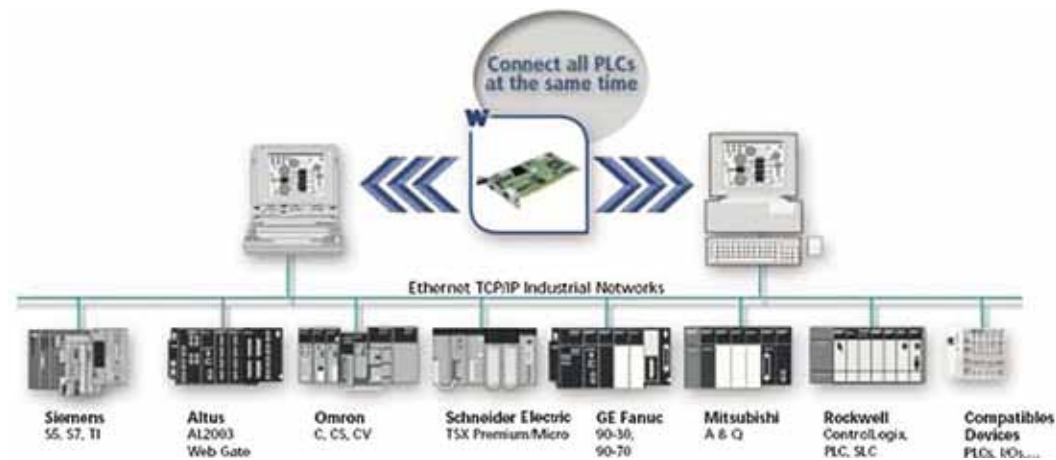 Connect all PLCs
at the same time
W
Ethernet TCP/IP Industrial Networks
Siemens
S5, S7, TI
Altus
AL2003
Web Gate
Omron
C, CS, CV
Schneider Electric
TSX Premium/Micro
GE Fanuc
90-30,
90-70
Mitsubishi
A & Q
Rockwell
ControlLogix,
PLC, SLC
Compatibles
Devices
PLCs, I/Os,...